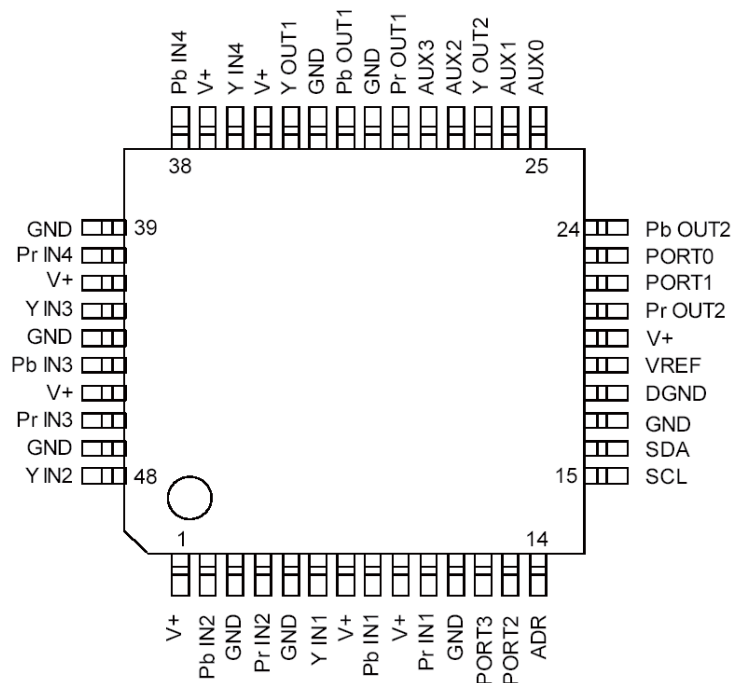 Pb IN4
V+
Y IN4
V+
Y OUT1
GND
Pb OUT1
GND
Pr OUT1
AUX3
AUX2
Y OUT2
AUX1
AUX0
38
25
GND
Pr IN4
V+
Y IN3
GND
Pb IN3
V+
Pr IN3
GND
Y IN2
39
48
24
15
Pb OUT2
PORT0
PORT1
Pr OUT2
V+
VREF
DGND
GND
SDA
SCL
1
14
V+
Pb IN2
GND
Pr IN2
GND
Y IN1
V+
Pb IN1
V+
Pr IN1
GND
PORT3
PORT2
ADR